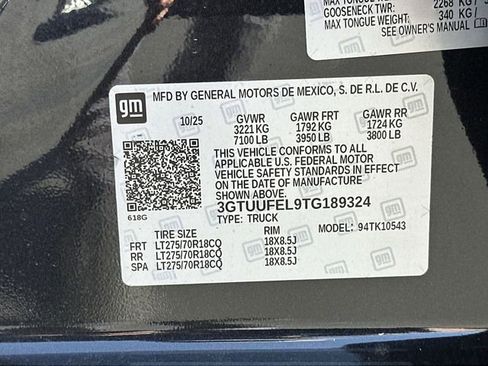 MAX TONGUE
GOOSENECK TWR: 2268 KG /
MAX TONGUE WEIGHT: 340 KG /
SEE OWNER'S MANUAL
gm
MFD BY GENERAL MOTORS DE MEXICO, S. DE R.L. DE C.V.
10/25 GVWR GAWR FRT GAWR RR
3221 KG 1792 KG 1724 KG
7100 LB 3950 LB 3800 LB
THIS VEHICLE CONFORMS TO ALL
APPLICABLE U.S. FEDERAL MOTOR
VEHICLE SAFETY STANDARDS IN EFFECT
ON THE DATE OF MANUFACTURE
SHOWN ABOVE.
618G 3GTUUFEL9TG189324
TYPE: TRUCK
TIRE SIZE RIM MODEL: 94TK10543
FRT LT275/70R18CQ 18X8.5J
RR LT275/70R18CQ 18X8.5J
SPA LT275/70R18CQ 18X8.5J